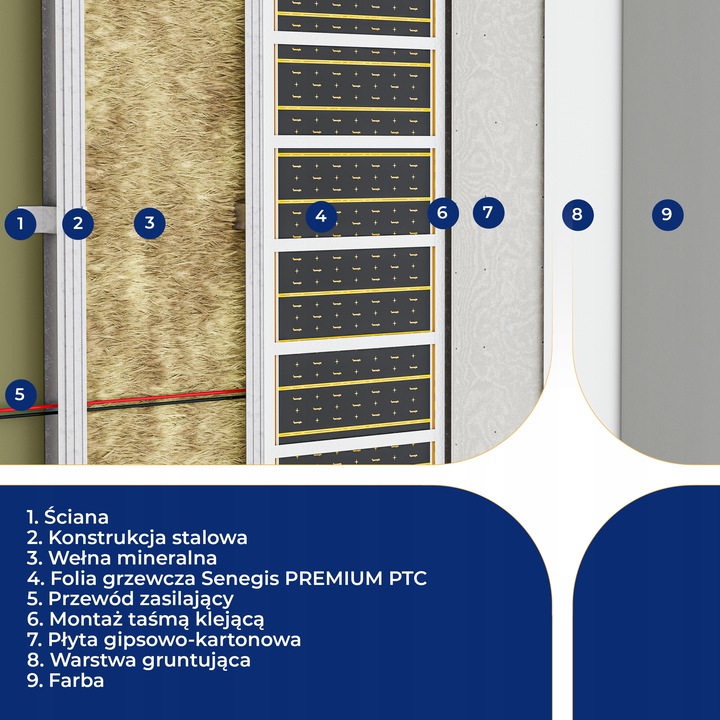 1
2
3
4
6
7
8
9
5
1. Ściana
2. Konstrukcja stalowa
3. Wełna mineralna
4. Folia grzewcza Senegis PREMIUM PTC
5. Przewód zasilający
6. Montaż taśmą klejącą
7. Płyta gipsowo-kartonowa
8. Warstwa gruntująca
9. Farba